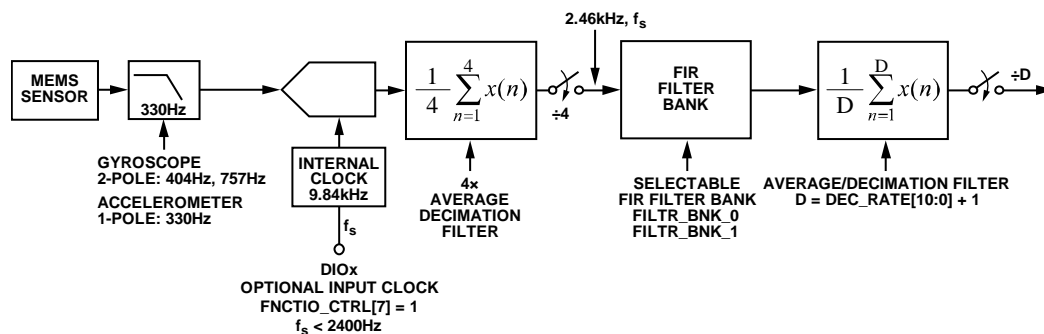 2.46kHz, fs
MEMS
SENSOR
330Hz
1/4 4 ∑ n=1 x(n)
÷4
FIR
FILTER
BANK
1/D D ∑ n=1 x(n)
÷D
GYROSCOPE
2-POLE: 404Hz, 757Hz
ACCELEROMETER
1-POLE: 330Hz
INTERNAL
CLOCK
9.84kHz
fs
DIOx
OPTIONAL INPUT CLOCK
FNCTIO_CTRL[7] = 1
fs < 2400Hz
4×
AVERAGE
DECIMATION
FILTER
SELECTABLE
FIR FILTER BANK
FILTR_BNK_0
FILTR_BNK_1
AVERAGE/DECIMATION FILTER
D = DEC_RATE[10:0] + 1